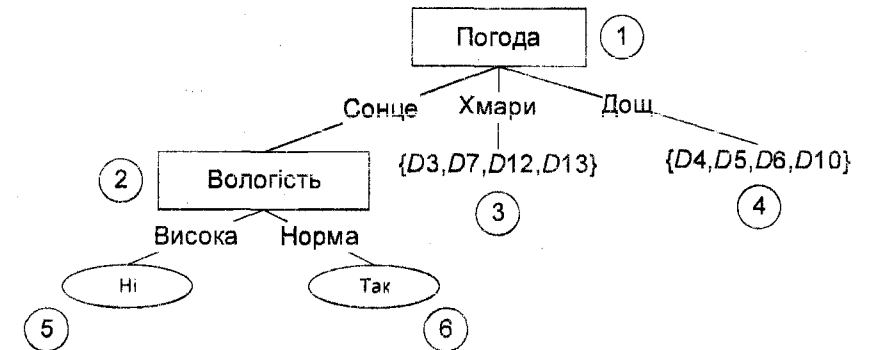 Погода 1
Сонце Хмари Дощ
2 Вологість {D3,D7,D12,D13} {D4,D5,D6,D10}
3 4
Висока Норма
Ні Так
5 6